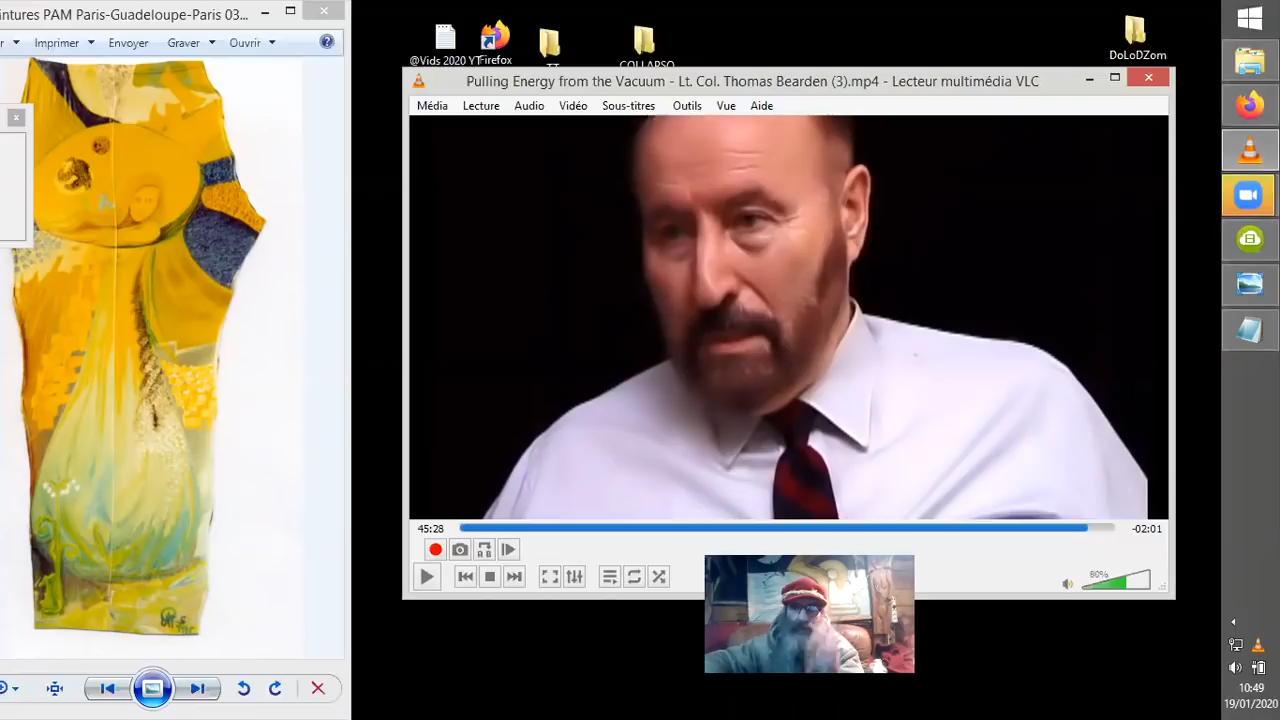 intures PAM Paris-Guadeloupe-Paris 03...
Imprimer Envoyer Graver Ouvrir
@Vids 2020 YT
Firefox
TT
COLLAPSO
DoLoDZom
Pulling Energy from the Vacuum - Lt. Col. Thomas Bearden (3).mp4 - Lecteur multimédia VLC
Média Lecture Audio Vidéo Sous-titres Outils Vue Aide
45:28
-02:01
80%
10:49
19/01/2020